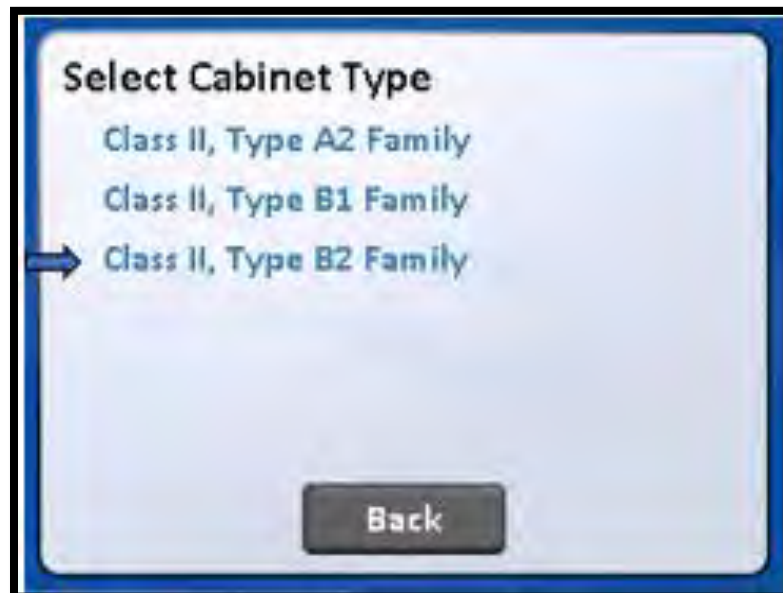 Select Cabinet Type
Class II, Type A2 Family
Class II, Type B1 Family
Class II, Type B2 Family
Back